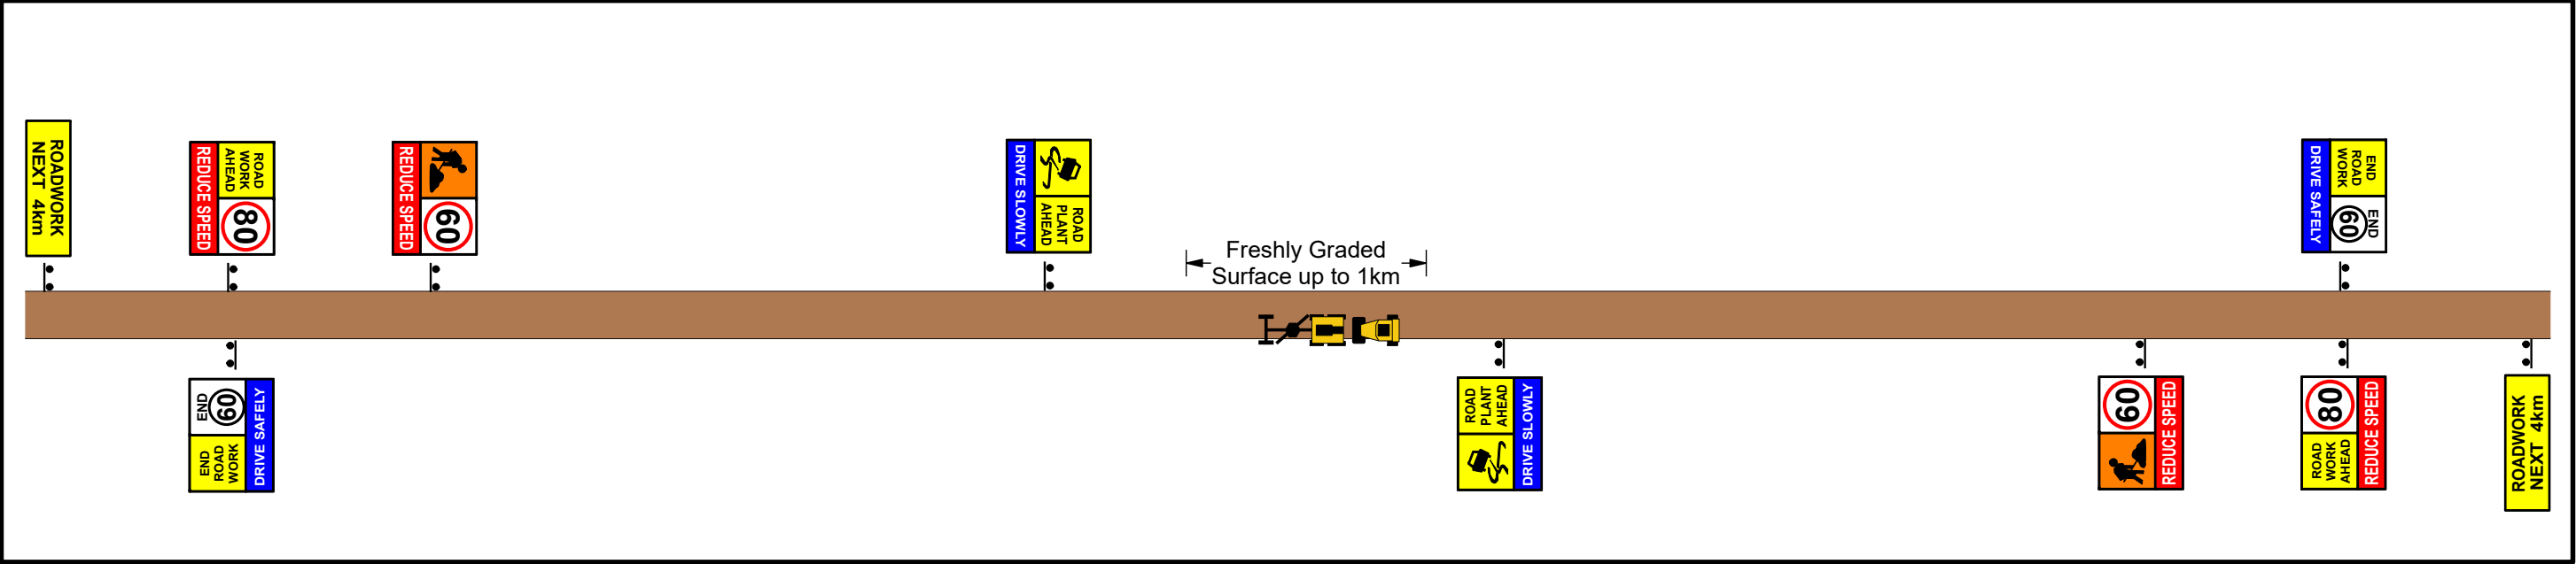 ROADWORK
NEXT 4km
ROAD
WORK
AHEAD
80
REDUCE SPEED
60
REDUCE SPEED
ROAD
PLANT
AHEAD
DRIVE SLOWLY
Freshly Graded
Surface up to 1km
END
ROAD
WORK
END
60
DRIVE SAFELY
END
60
END
ROAD
WORK
DRIVE SAFELY
ROAD
PLANT
AHEAD
DRIVE SLOWLY
60
REDUCE SPEED
80
ROAD
WORK
AHEAD
REDUCE SPEED
ROADWORK
NEXT 4km